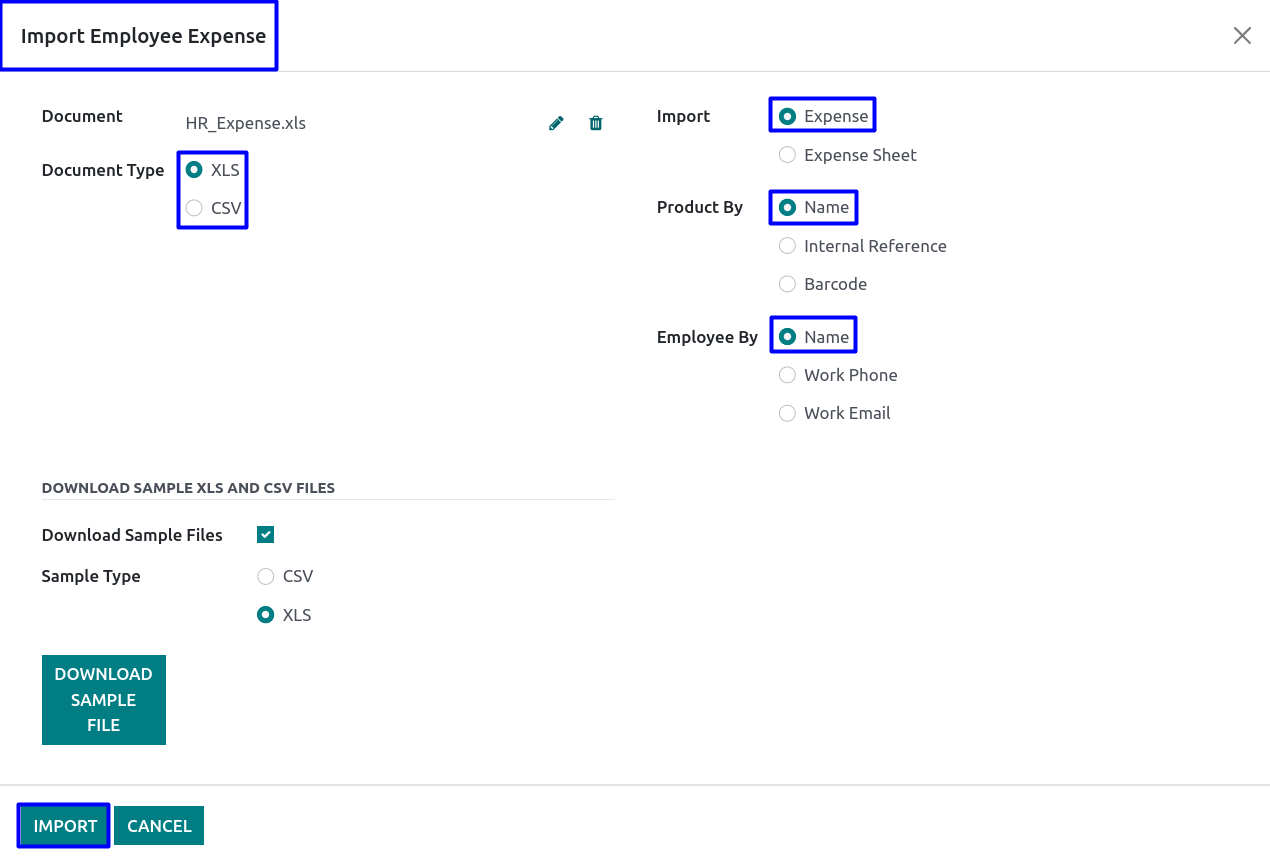 Import Employee Expense
Document
HR_Expense.xls
Document Type
XLS
CSV
Import
Expense
Expense Sheet
Product By
Name
Internal Reference
Barcode
Employee By
Name
Work Phone
Work Email
DOWNLOAD SAMPLE XLS AND CSV FILES
Download Sample Files
Sample Type
CSV
XLS
DOWNLOAD
SAMPLE
FILE
IMPORT
CANCEL